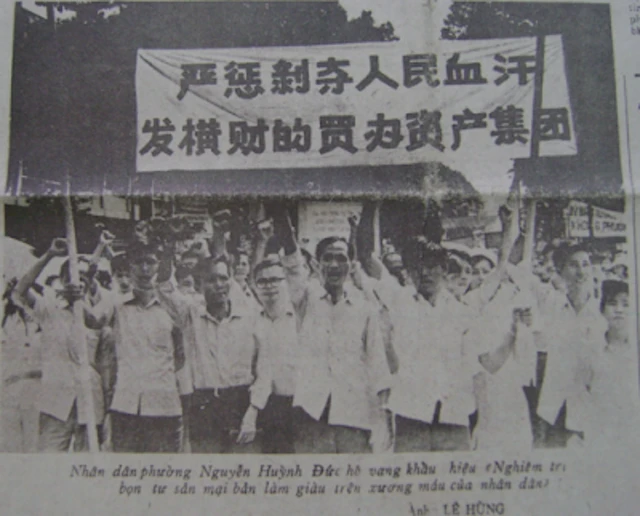 严惩剥夺人民血汗
发横财的買办资产集团
Nhân dân phường Nguyễn Huỳnh Đức hô vang khẩu hiệu «Nghiêm trị
bọn tư sản mại bản làm giàu trên xương máu của nhân dân»
Ảnh: LÊ HÙNG